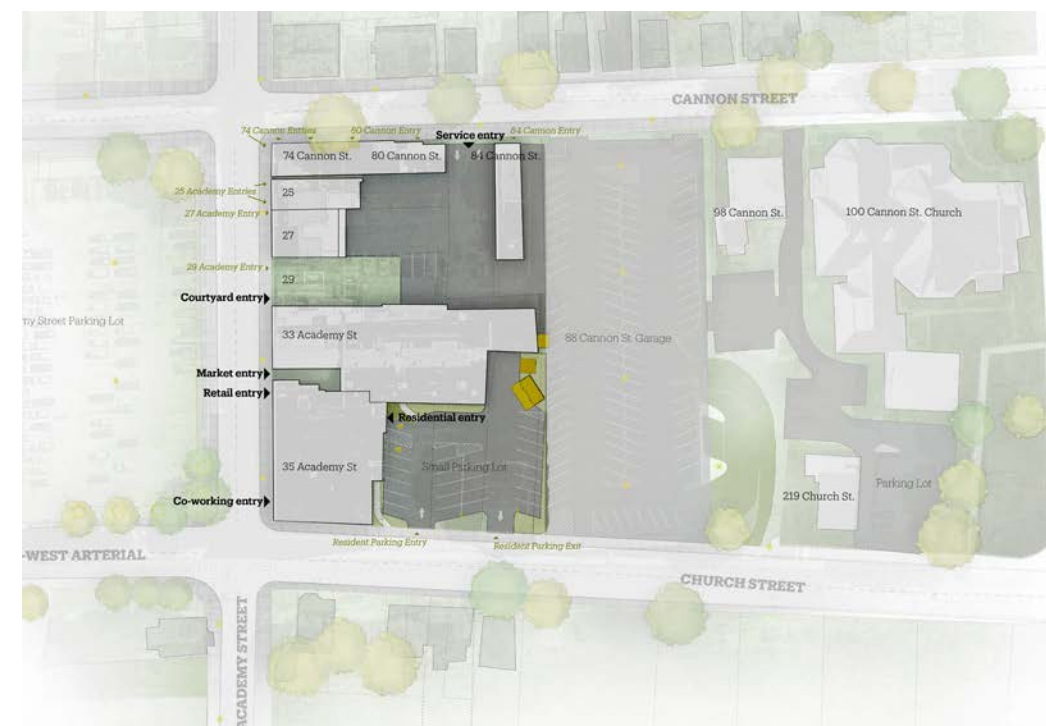 CANNON STREET
74 Cannon Entries
80 Cannon Entry
Service entry
84 Cannon Entry
74 Cannon St.
80 Cannon St.
84 Cannon St.
25 Academy Entries
25
27 Academy Entry
27
98 Cannon St.
100 Cannon St. Church
29 Academy Entry
29
Courtyard entry
my Street Parking Lot
33 Academy St
88 Cannon St. Garage
Market entry
Retail entry
Residential entry
35 Academy St
Small Parking Lot
Co-working entry
219 Church St.
Parking Lot
Resident Parking Entry
Resident Parking Exit
-WEST ARTERIAL
CHURCH STREET
ACADEMY STREET